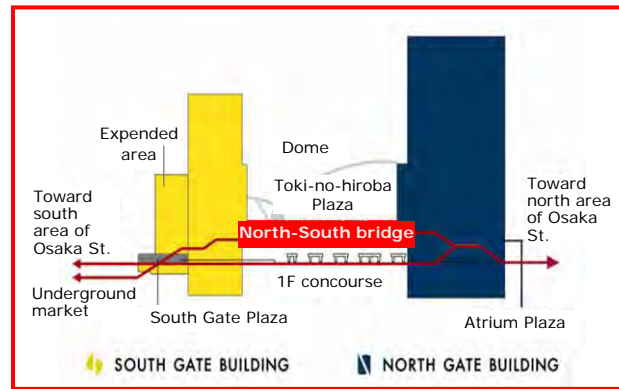 Expended
area
Dome
Toki-no-hiroba
Plaza
Toward
south
area of
Osaka St.
Toward
north area
of Osaka
St.
North-South bridge
Underground
market
1F concourse
South Gate Plaza
Atrium Plaza
SOUTH GATE BUILDING
NORTH GATE BUILDING